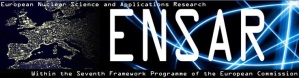 European Nuclear Science and Applications Research
ENSAR
Within the Seventh Framework Programme of the European Commission